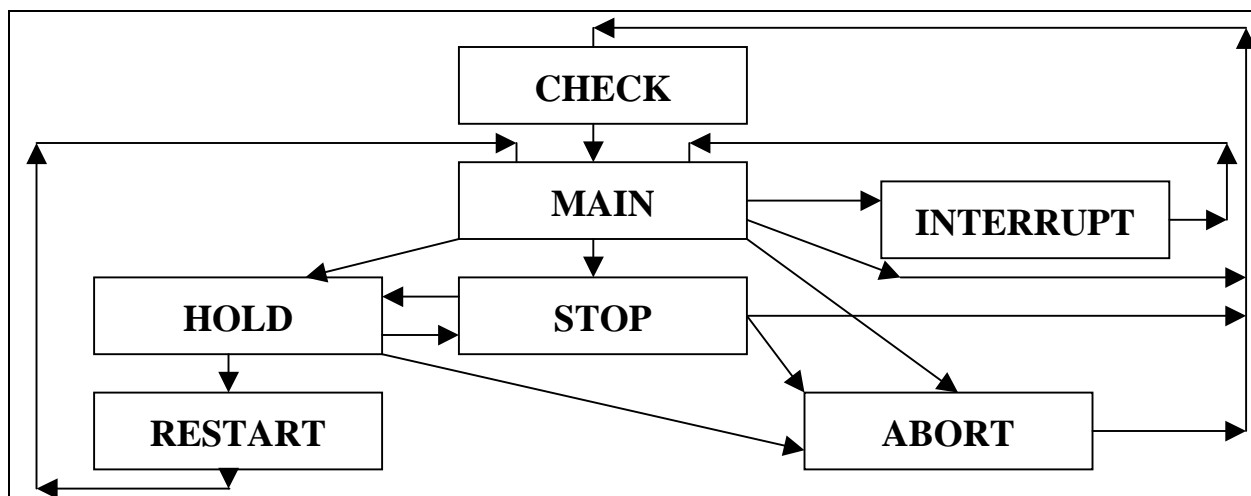 CHECK
MAIN
INTERRUPT
HOLD
STOP
RESTART
ABORT